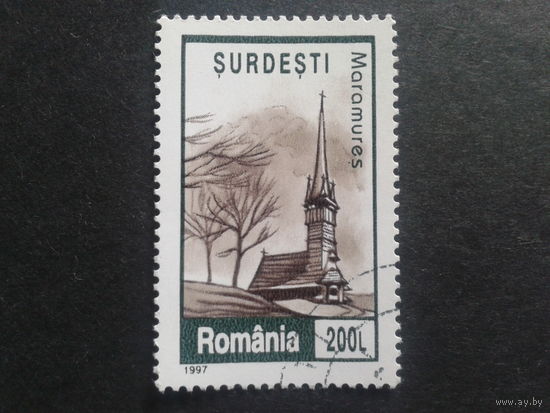 ŞURDEŞTI
Maramureş
România
200L
1997
www.ay.by